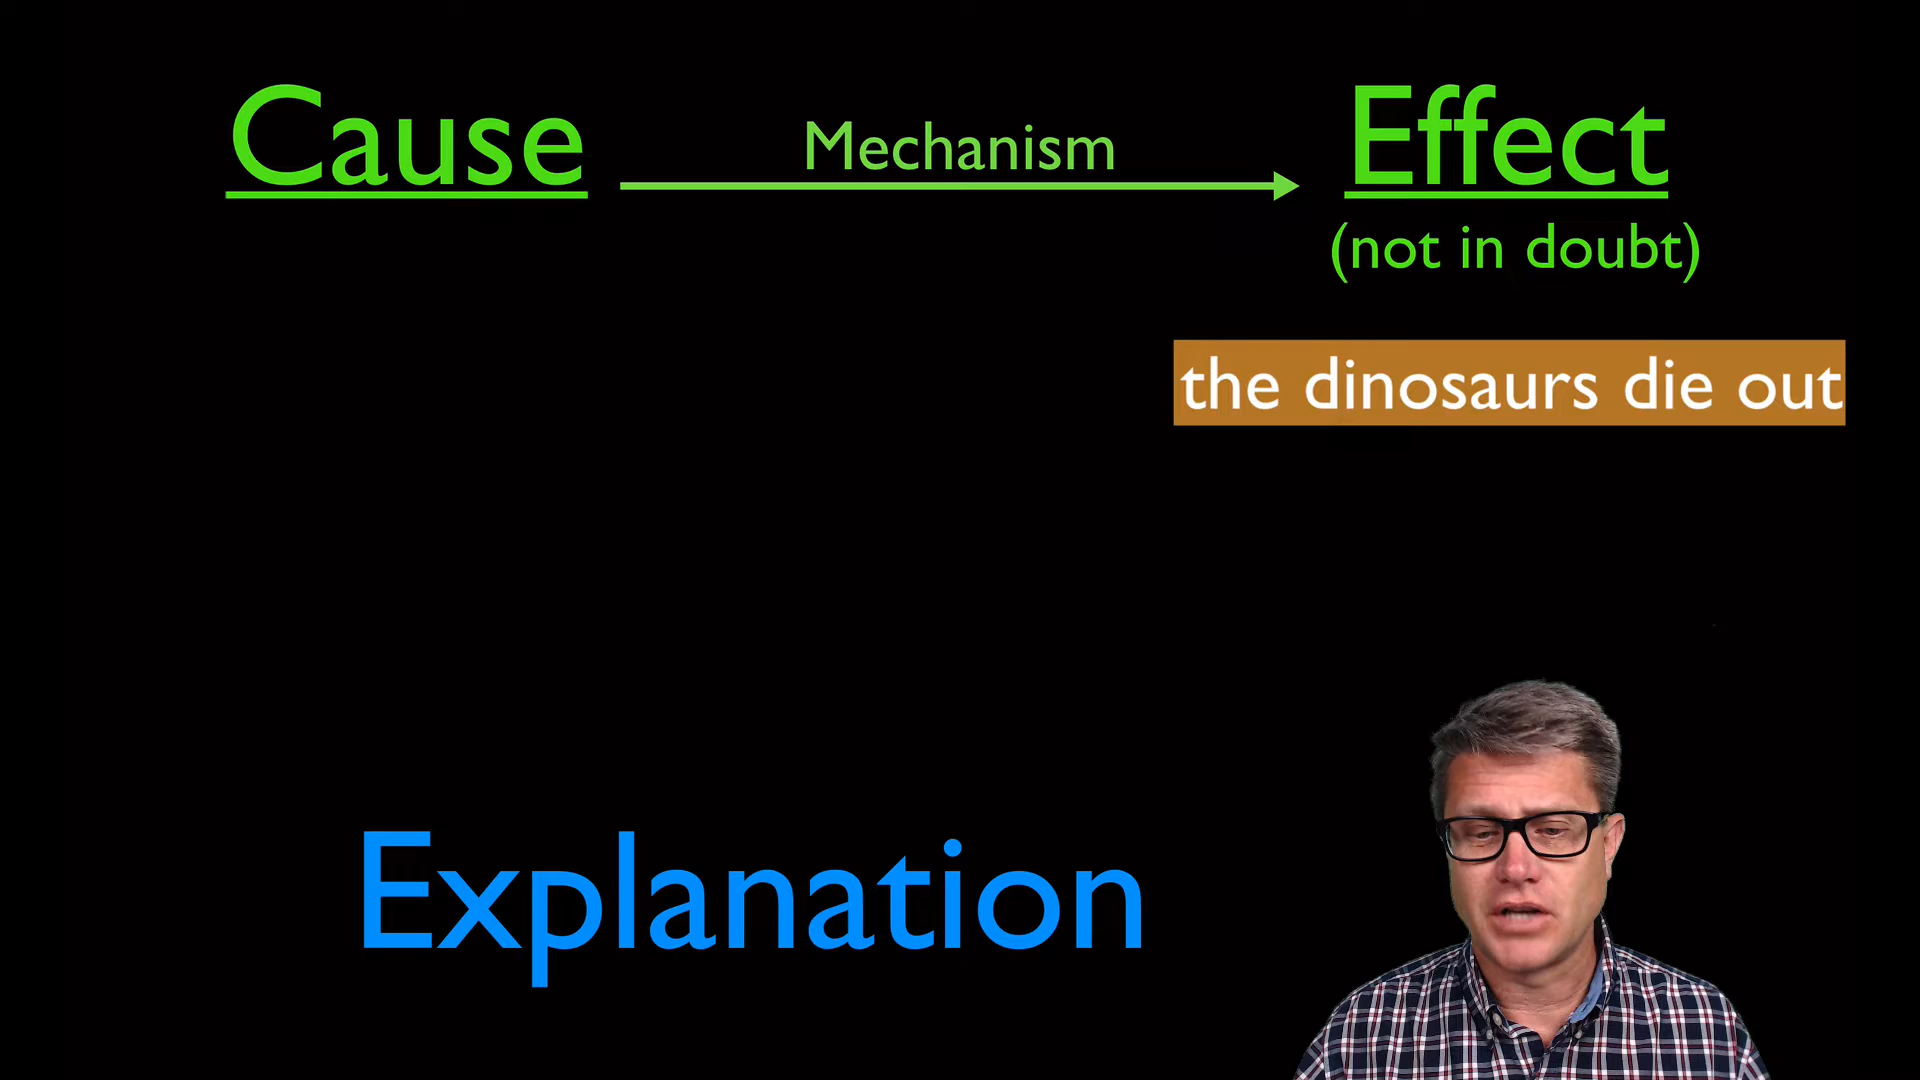 Cause
Mechanism
Effect
(not in doubt)
the dinosaurs die out
Explanation